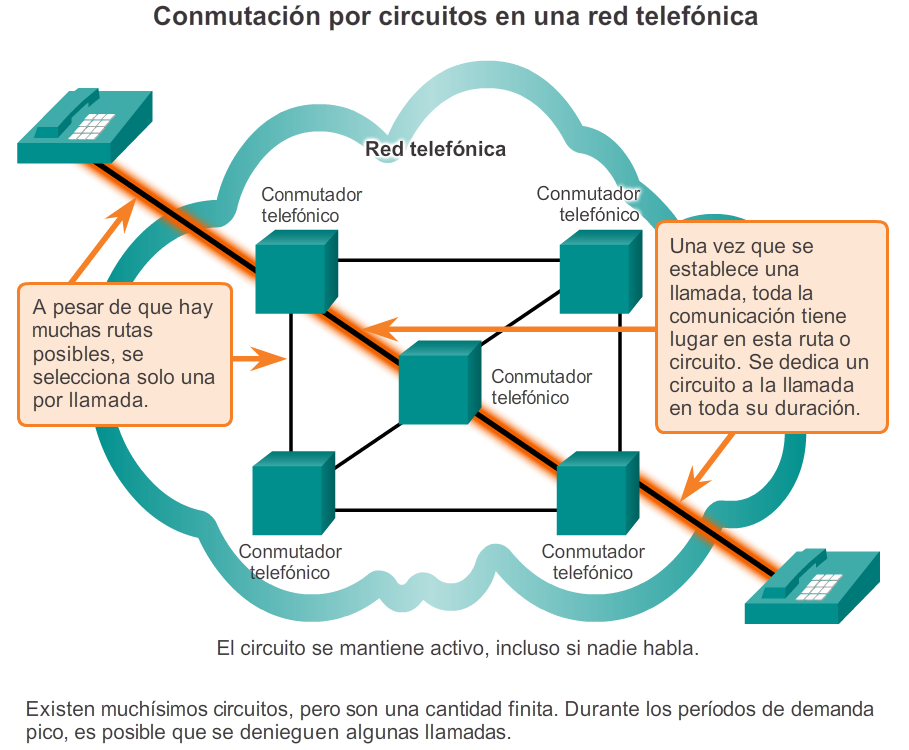 Conmutación por circuitos en una red telefónica
Red telefónica
Conmutador
telefónico
Conmutador
telefónico
Una vez que se
establece una
llamada, toda la
comunicación tiene
lugar en esta ruta o
circuito. Se dedica un
circuito a la llamada
en toda su duración.
A pesar de que hay
muchas rutas
posibles, se
selecciona solo una
por llamada.
Conmutador
telefónico
Conmutador
telefónico
Conmutador
telefónico
El circuito se mantiene activo, incluso si nadie habla.
Existen muchísimos circuitos, pero son una cantidad finita. Durante los períodos de demanda
pico, es posible que se denieguen algunas llamadas.